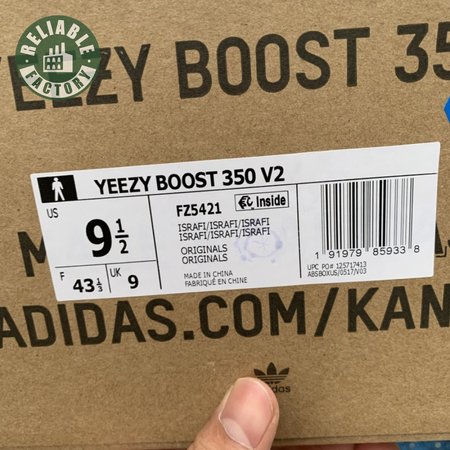 RELIABLE
FACTORY
YEEZY BOOST 35
YEEZY BOOST 350 V2
US
9 1/2
F
43 1/3
UK
9
FZ5421
Inside
ISRAFI/ISRAFI/ISRAFI
ISRAFI/ISRAFI/ISRAFI
ORIGINALS
ORIGINALS
MADE IN CHINA
FABRIQUÉ EN CHINE
1 91979 85933 8
UPC PO# 125717413
ABSBOXUS/0517/V03
ADIDAS.COM/KAN
adidas